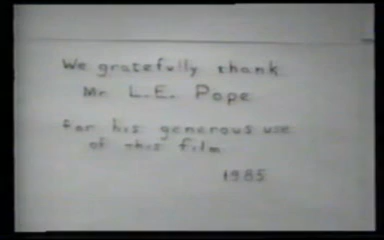 We gratefully thank
Mr L.E. Pope
for his generous use
of this film
1985